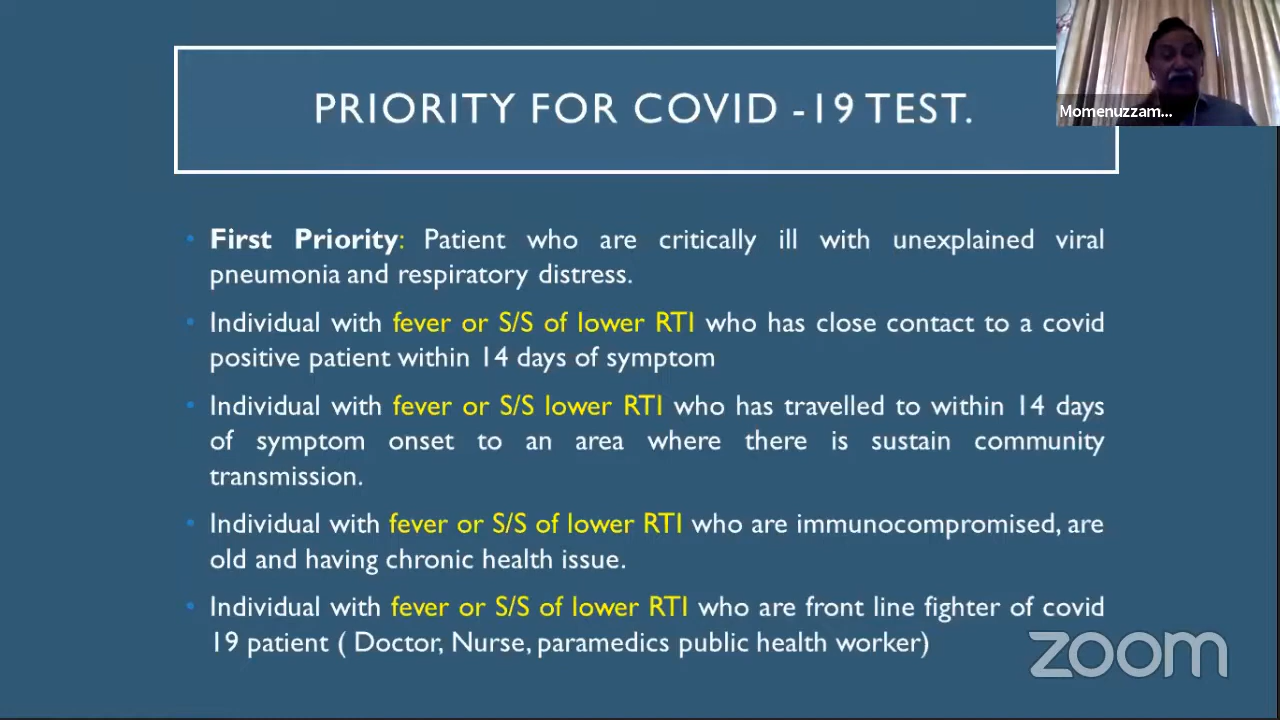 PRIORITY FOR COVID -19 TEST.
Momenuzzam...
• First Priority: Patient who are critically ill with unexplained viral
pneumonia and respiratory distress.
• Individual with fever or S/S of lower RTI who has close contact to a covid
positive patient within 14 days of symptom
• Individual with fever or S/S lower RTI who has travelled to within 14 days
of symptom onset to an area where there is sustain community
transmission.
• Individual with fever or S/S of lower RTI who are immunocompromised, are
old and having chronic health issue.
• Individual with fever or S/S of lower RTI who are front line fighter of covid
19 patient ( Doctor, Nurse, paramedics public health worker)
zoom